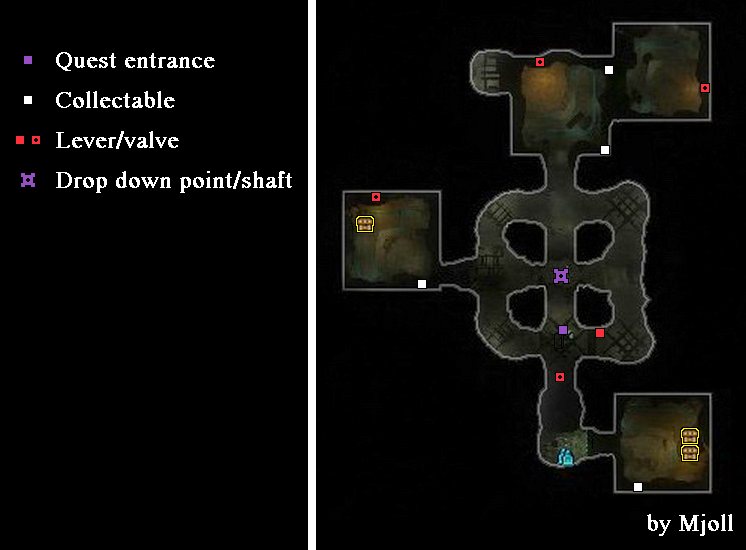 Quest entrance
Collectable
Lever/valve
Drop down point/shaft
by Mjoll